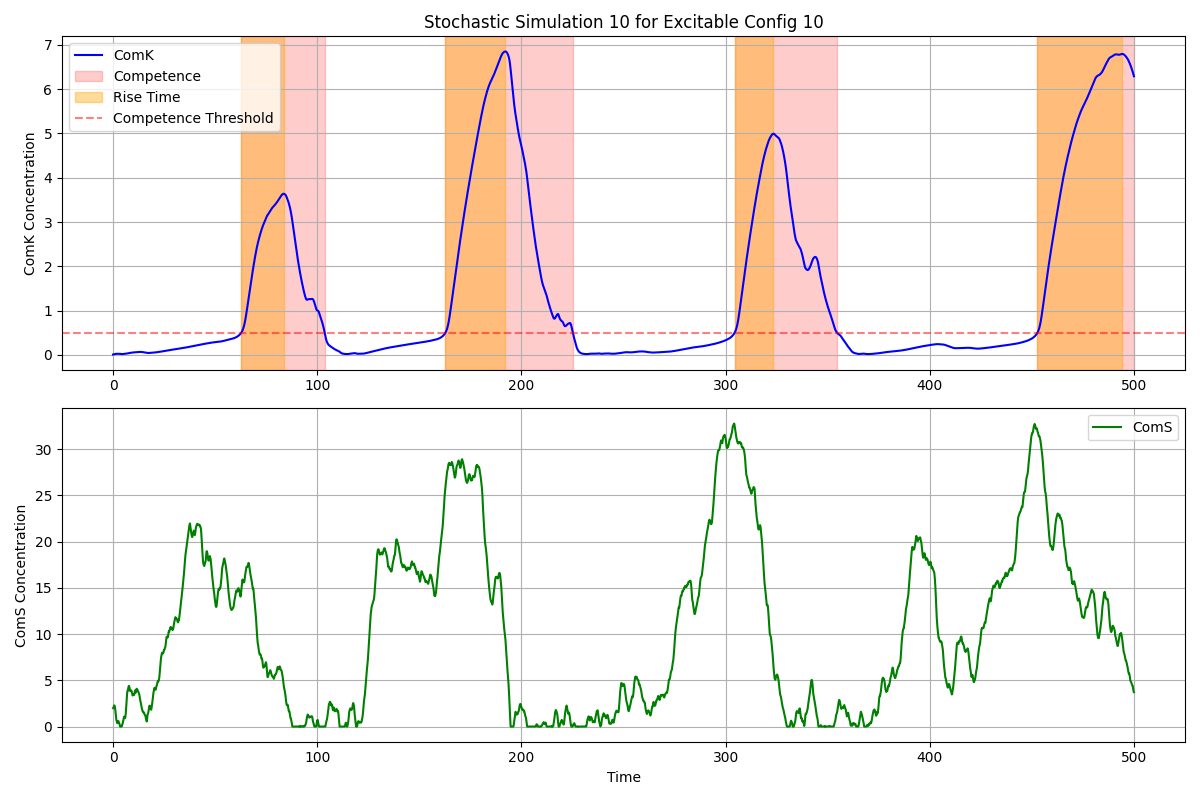 Stochastic Simulation 10 for Excitable Config 10
ComK Concentration
7
6
5
4
3
2
1
0
ComK
Competence
Rise Time
Competence Threshold
0 100 200 300 400 500
ComS Concentration
30
25
20
15
10
5
0
ComS
0 100 200 300 400 500
Time